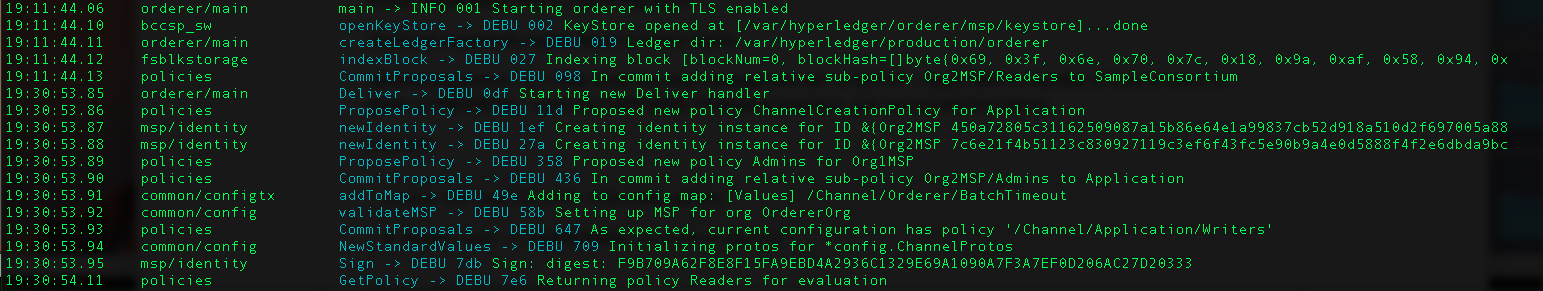 19:11:44.06 orderer/main main -> INFO 001 Starting orderer with TLS enabled
19:11:44.10 bccsp_sw openKeyStore -> DEBU 002 KeyStore opened at [/var/hyperledger/orderer/msp/keystore]...done
19:11:44.11 orderer/main createLedgerFactory -> DEBU 019 Ledger dir: /var/hyperledger/production/orderer
19:11:44.12 fsblkstorage indexBlock -> DEBU 027 Indexing block [blockNum=0, blockHash=[]byte{0x69, 0x3f, 0x6e, 0x70, 0x7c, 0x18, 0x9a, 0xaf, 0x58, 0x94, 0x
19:11:44.13 policies CommitProposals -> DEBU 098 In commit adding relative sub-policy Org2MSP/Readers to SampleConsortium
19:30:53.85 orderer/main Deliver -> DEBU 0df Starting new Deliver handler
19:30:53.86 policies ProposePolicy -> DEBU 11d Proposed new policy ChannelCreationPolicy for Application
19:30:53.87 msp/identity newIdentity -> DEBU 1ef Creating identity instance for ID &{Org2MSP 450a72805c31162509087a15b86e64e1a99837cb52d918a510d2f697005a88
19:30:53.88 msp/identity newIdentity -> DEBU 27a Creating identity instance for ID &{Org2MSP 7c6e21f4b51123c830927119c3ef6f43fc5e90b9a4e0d5888f4f2e6dbda9bc
19:30:53.89 policies ProposePolicy -> DEBU 358 Proposed new policy Admins for Org1MSP
19:30:53.90 policies CommitProposals -> DEBU 436 In commit adding relative sub-policy Org2MSP/Admins to Application
19:30:53.91 common/configtx addToMap -> DEBU 49e Adding to config map: [Values] /Channel/Orderer/BatchTimeout
19:30:53.92 common/config validateMSP -> DEBU 58b Setting up MSP for org OrdererOrg
19:30:53.93 policies CommitProposals -> DEBU 647 As expected, current configuration has policy '/Channel/Application/Writers'
19:30:53.94 common/config NewStandardValues -> DEBU 709 Initializing protos for *config.ChannelProtos
19:30:53.95 msp/identity Sign -> DEBU 7db Sign: digest: F9B709A62F8E8F15FA9EBD4A2936C1329E69A1090A7F3A7EF0D206AC27D20333
19:30:54.11 policies GetPolicy -> DEBU 7e6 Returning policy Readers for evaluation